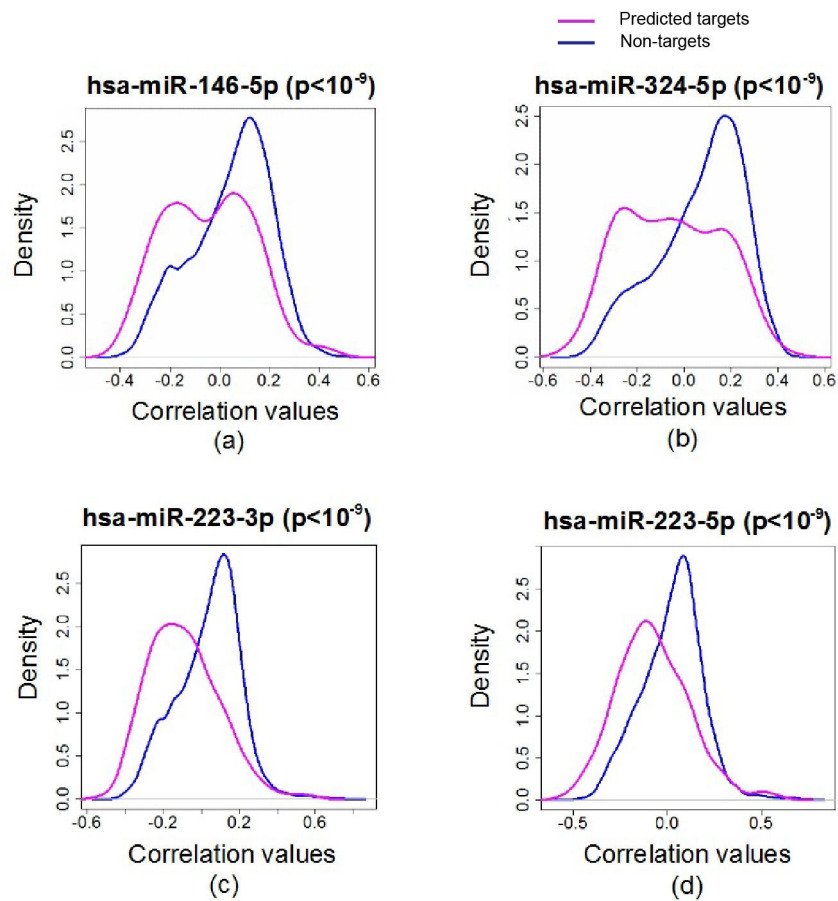 Predicted targets
Non-targets
hsa-miR-146-5p (p<10⁻⁹)
hsa-miR-324-5p (p<10⁻⁹)
Density
2.5
2.0
1.5
1.0
0.5
0.0
-0.4 -0.2 0.0 0.2 0.4 0.6
Correlation values
(a)
Density
2.5
2.0
1.5
1.0
0.5
0.0
-0.6 -0.4 -0.2 0.0 0.2 0.4 0.6
Correlation values
(b)
hsa-miR-223-3p (p<10⁻⁹)
hsa-miR-223-5p (p<10⁻⁹)
Density
2.5
2.0
1.5
1.0
0.5
0.0
-0.6 -0.2 0.2 0.6
Correlation values
(c)
Density
2.5
2.0
1.5
1.0
0.5
0.0
-0.5 0.0 0.5
Correlation values
(d)